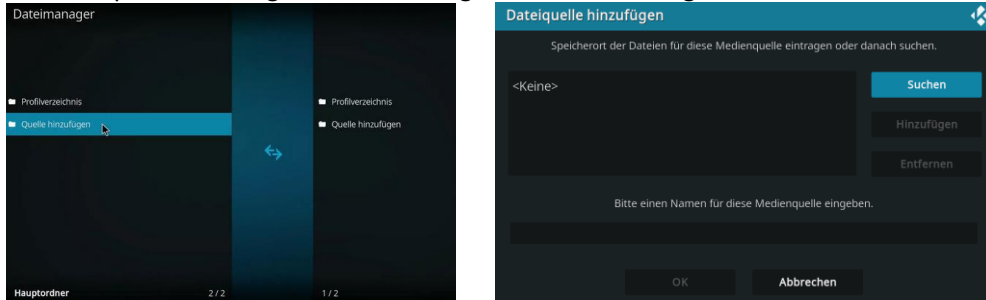 Dateimanager
Profilverzeichnis
Quelle hinzufügen
Profilverzeichnis
Quelle hinzufügen
Hauptordner
2 / 2
1 / 2
Dateiquelle hinzufügen
Speicherort der Dateien für diese Medienquelle eintragen oder danach suchen.
<Keine>
Suchen
Hinzufügen
Entfernen
Bitte einen Namen für diese Medienquelle eingeben.
OK
Abbrechen